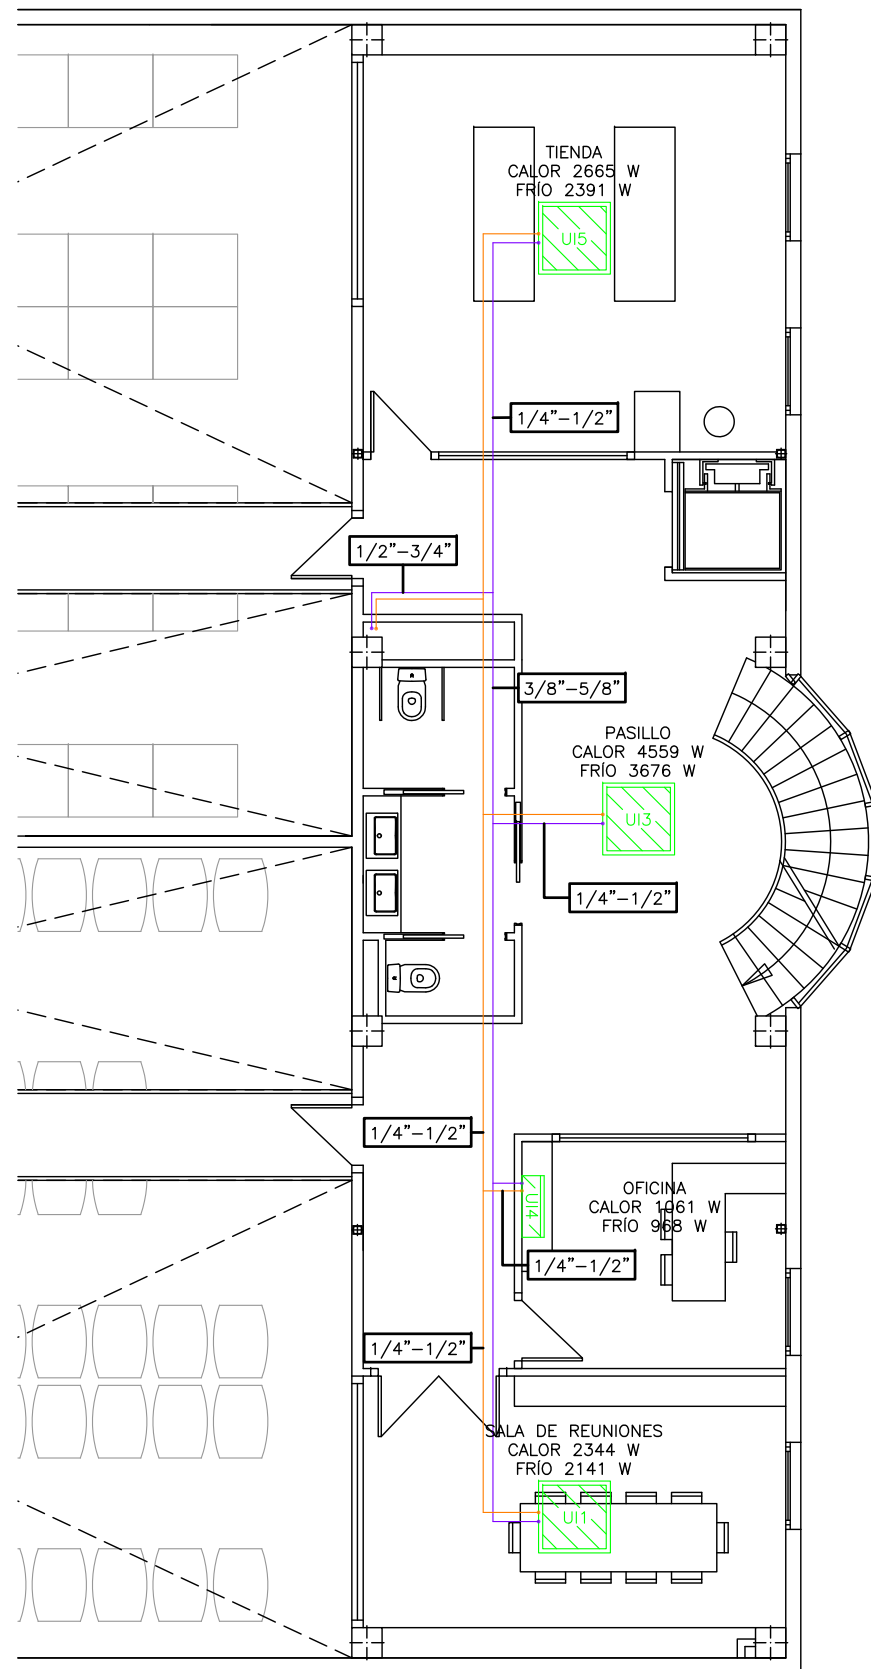 TIENDA
CALOR 2665 W
FRÍO 2391 W
UI5
1/4"-1/2"
1/2"-3/4"
3/8"-5/8"
PASILLO
CALOR 4559 W
FRÍO 3676 W
UI3
1/4"-1/2"
1/4"-1/2"
OFICINA
CALOR 1061 W
FRÍO 968 W
UI4
1/4"-1/2"
1/4"-1/2"
SALA DE REUNIONES
CALOR 2344 W
FRÍO 2141 W
UI1